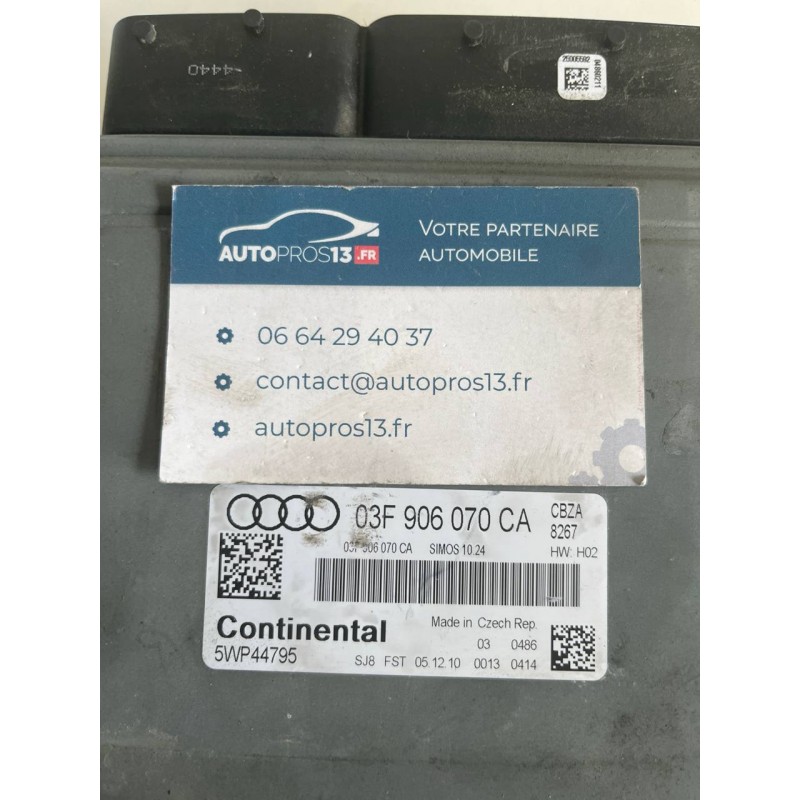 -4440
25005592
04860211
AUTOPROS13.FR
VOTRE PARTENAIRE
AUTOMOBILE
06 64 29 40 37
contact@autopros13.fr
autopros13.fr
03F 906 070 CA
CBZA
8267
03F 906 070 CA SIMOS 10.24
HW: H02
Continental
5WP44795
Made in Czech Rep.
03 0486
SJ8 FST 05.12.10 0013 0414